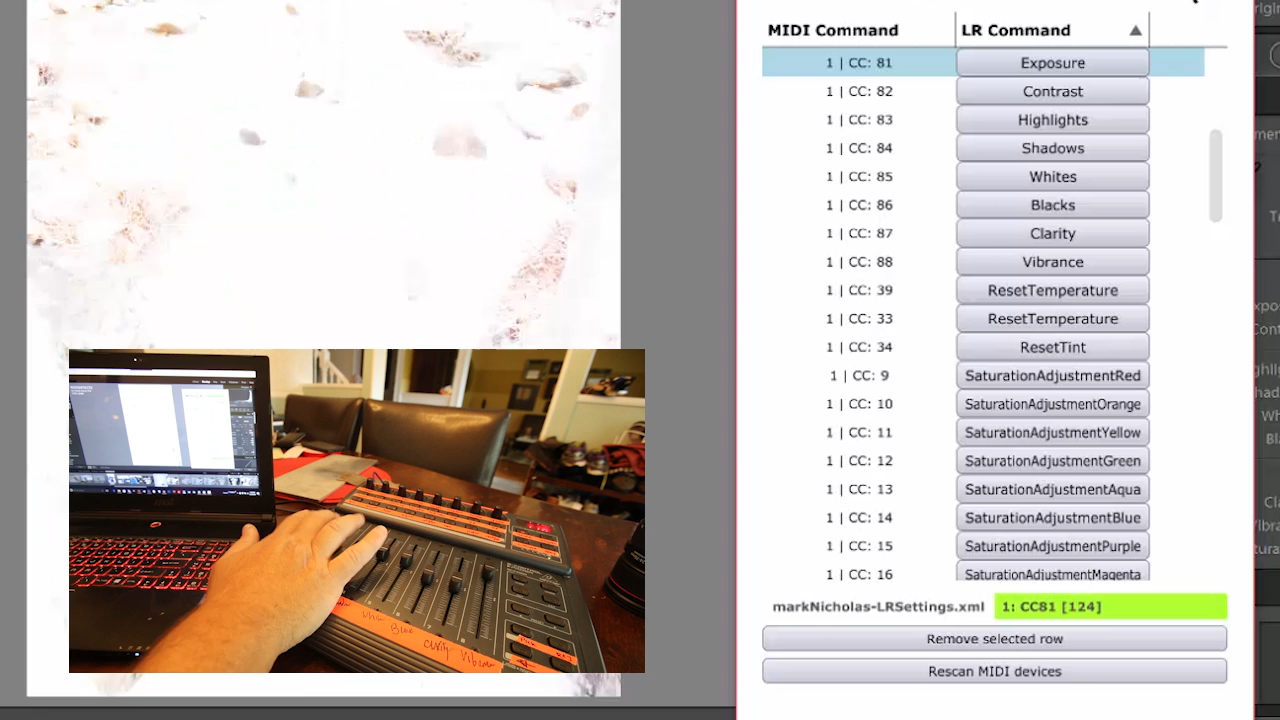 MIDI Command LR Command
1 | CC: 81 Exposure
1 | CC: 82 Contrast
1 | CC: 83 Highlights
1 | CC: 84 Shadows
1 | CC: 85 Whites
1 | CC: 86 Blacks
1 | CC: 87 Clarity
1 | CC: 88 Vibrance
1 | CC: 39 ResetTemperature
1 | CC: 33 ResetTemperature
1 | CC: 34 ResetTint
1 | CC: 9 SaturationAdjustmentRed
1 | CC: 10 SaturationAdjustmentOrange
1 | CC: 11 SaturationAdjustmentYellow
1 | CC: 12 SaturationAdjustmentGreen
1 | CC: 13 SaturationAdjustmentAqua
1 | CC: 14 SaturationAdjustmentBlue
1 | CC: 15 SaturationAdjustmentPurple
1 | CC: 16 SaturationAdjustmentMagenta
markNicholas-LRSettings.xml 1: CC81 [124]
Remove selected row
Rescan MIDI devices